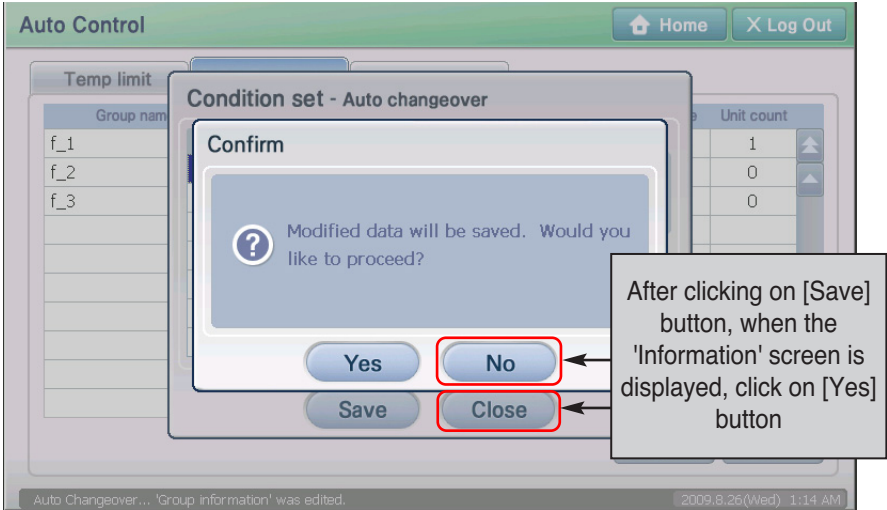 Auto Control
Home
X Log Out
Temp limit
Condition set - Auto changeover
Group nam
Unit count
f_1
1
f_2
0
f_3
0
Confirm
?
Modified data will be saved. Would you
like to proceed?
Yes
No
Save
Close
After clicking on [Save]
button, when the
'Information' screen is
displayed, click on [Yes]
button
Auto Changeover... 'Group information' was edited.
2009.8.26(Wed) 1:14 AM